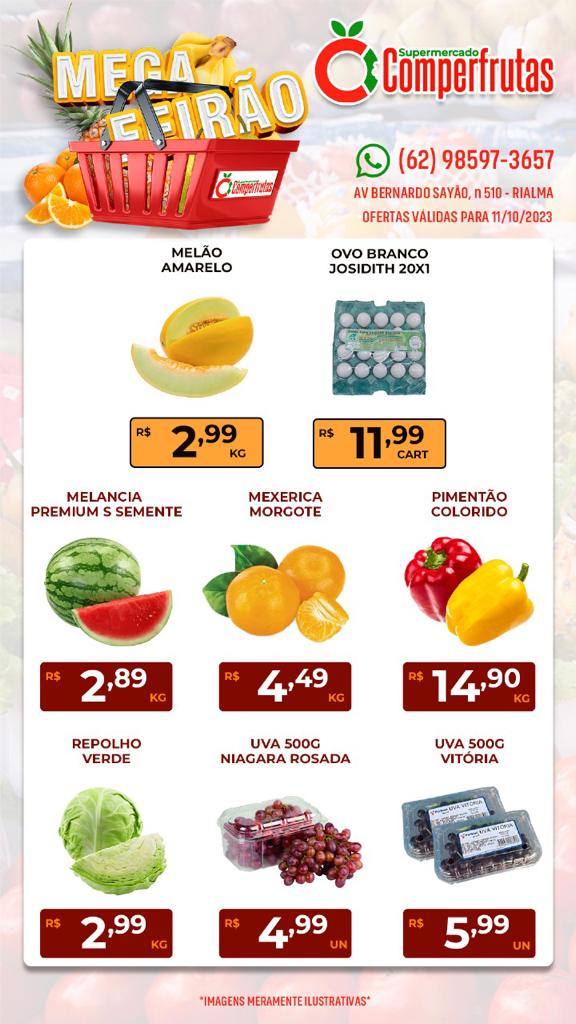 MEGA
FEIRÃO
Supermercado
Comperfrutas
Comperfrutas
(62) 98597-3657
AV BERNARDO SAYÃO, n 510 - RIALMA
OFERTAS VÁLIDAS PARA 11/10/2023
MELÃO
AMARELO
R$ 2,99 KG
OVO BRANCO
JOSIDITH 20X1
R$ 11,99 CART
MELANCIA
PREMIUM S SEMENTE
R$ 2,89 KG
MEXERICA
MORGOTE
R$ 4,49 KG
PIMENTÃO
COLORIDO
R$ 14,90 KG
REPOLHO
VERDE
R$ 2,99 KG
UVA 500G
NIAGARA ROSADA
R$ 4,99 UN
UVA 500G
VITÓRIA
UVA VITORIA
UVA VITORIA
R$ 5,99 UN
*IMAGENS MERAMENTE ILUSTRATIVAS*